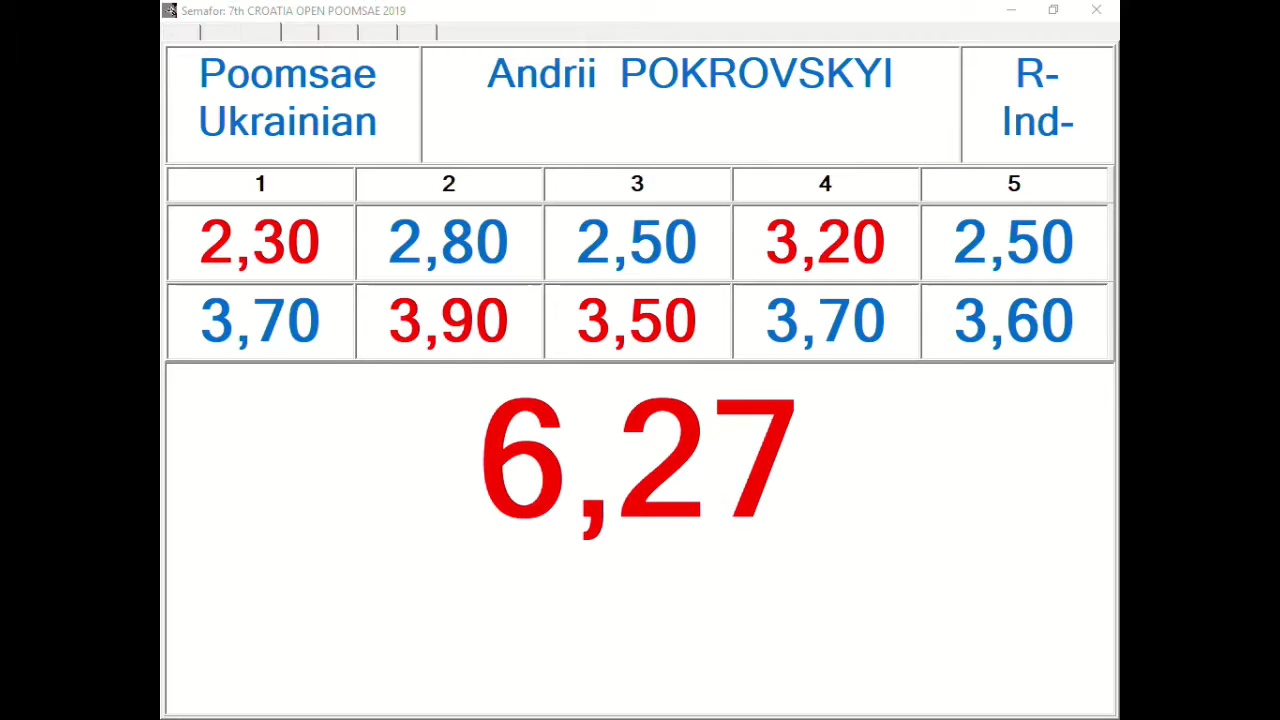 Semafor: 7th CROATIA OPEN POOMSAE 2019
Poomsae
Ukrainian
Andrii POKROVSKYI
R-
Ind-
1 2 3 4 5
2,30 2,80 2,50 3,20 2,50
3,70 3,90 3,50 3,70 3,60
6,27